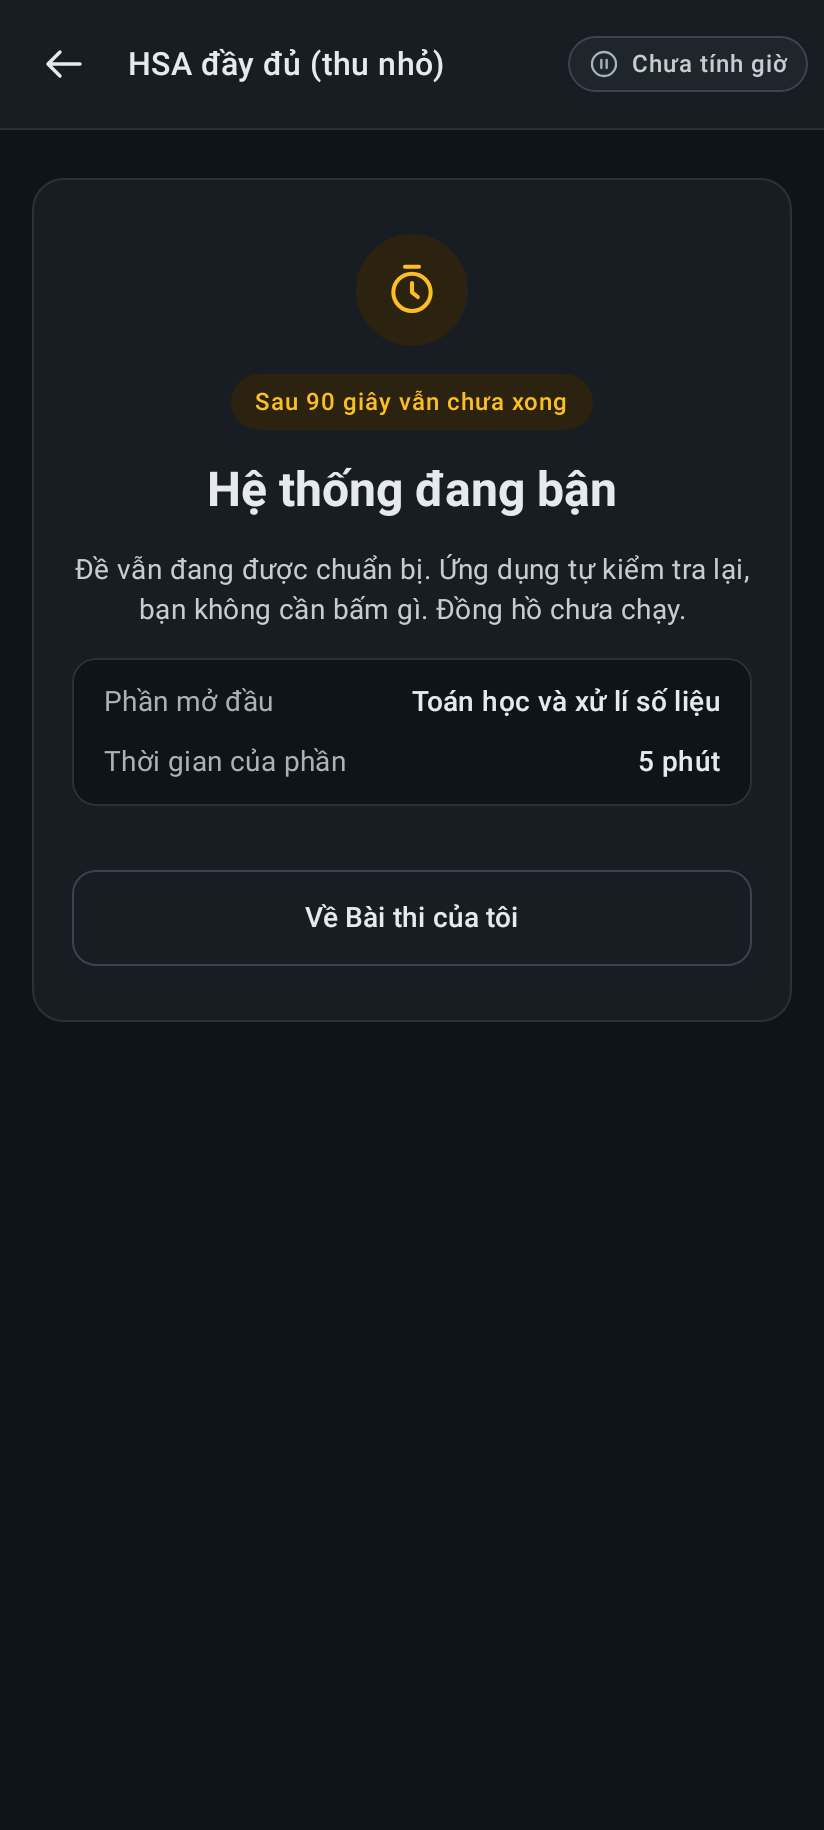 HSA đầy đủ (thu nhỏ)
Chưa tính giờ
Sau 90 giây vẫn chưa xong
Hệ thống đang bận
Đề vẫn đang được chuẩn bị. Ứng dụng tự kiểm tra lại,
bạn không cần bấm gì. Đồng hồ chưa chạy.
Phần mở đầu
Toán học và xử lí số liệu
Thời gian của phần
5 phút
Về Bài thi của tôi